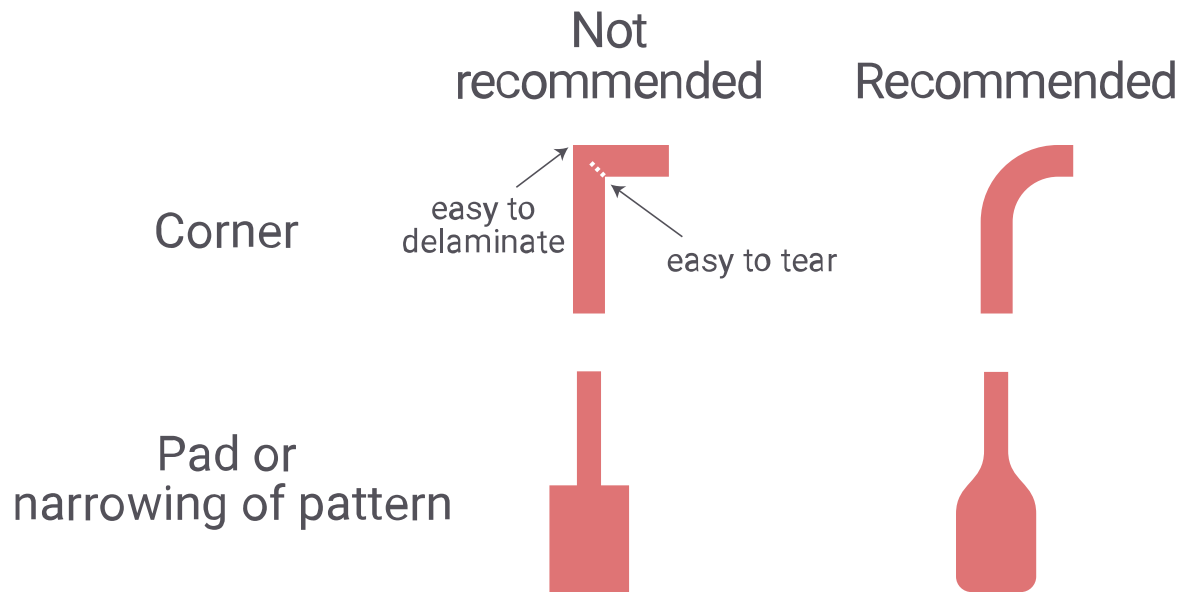 Not
recommended
Recommended
easy to
delaminate
Corner
easy to tear
Pad or
narrowing of pattern